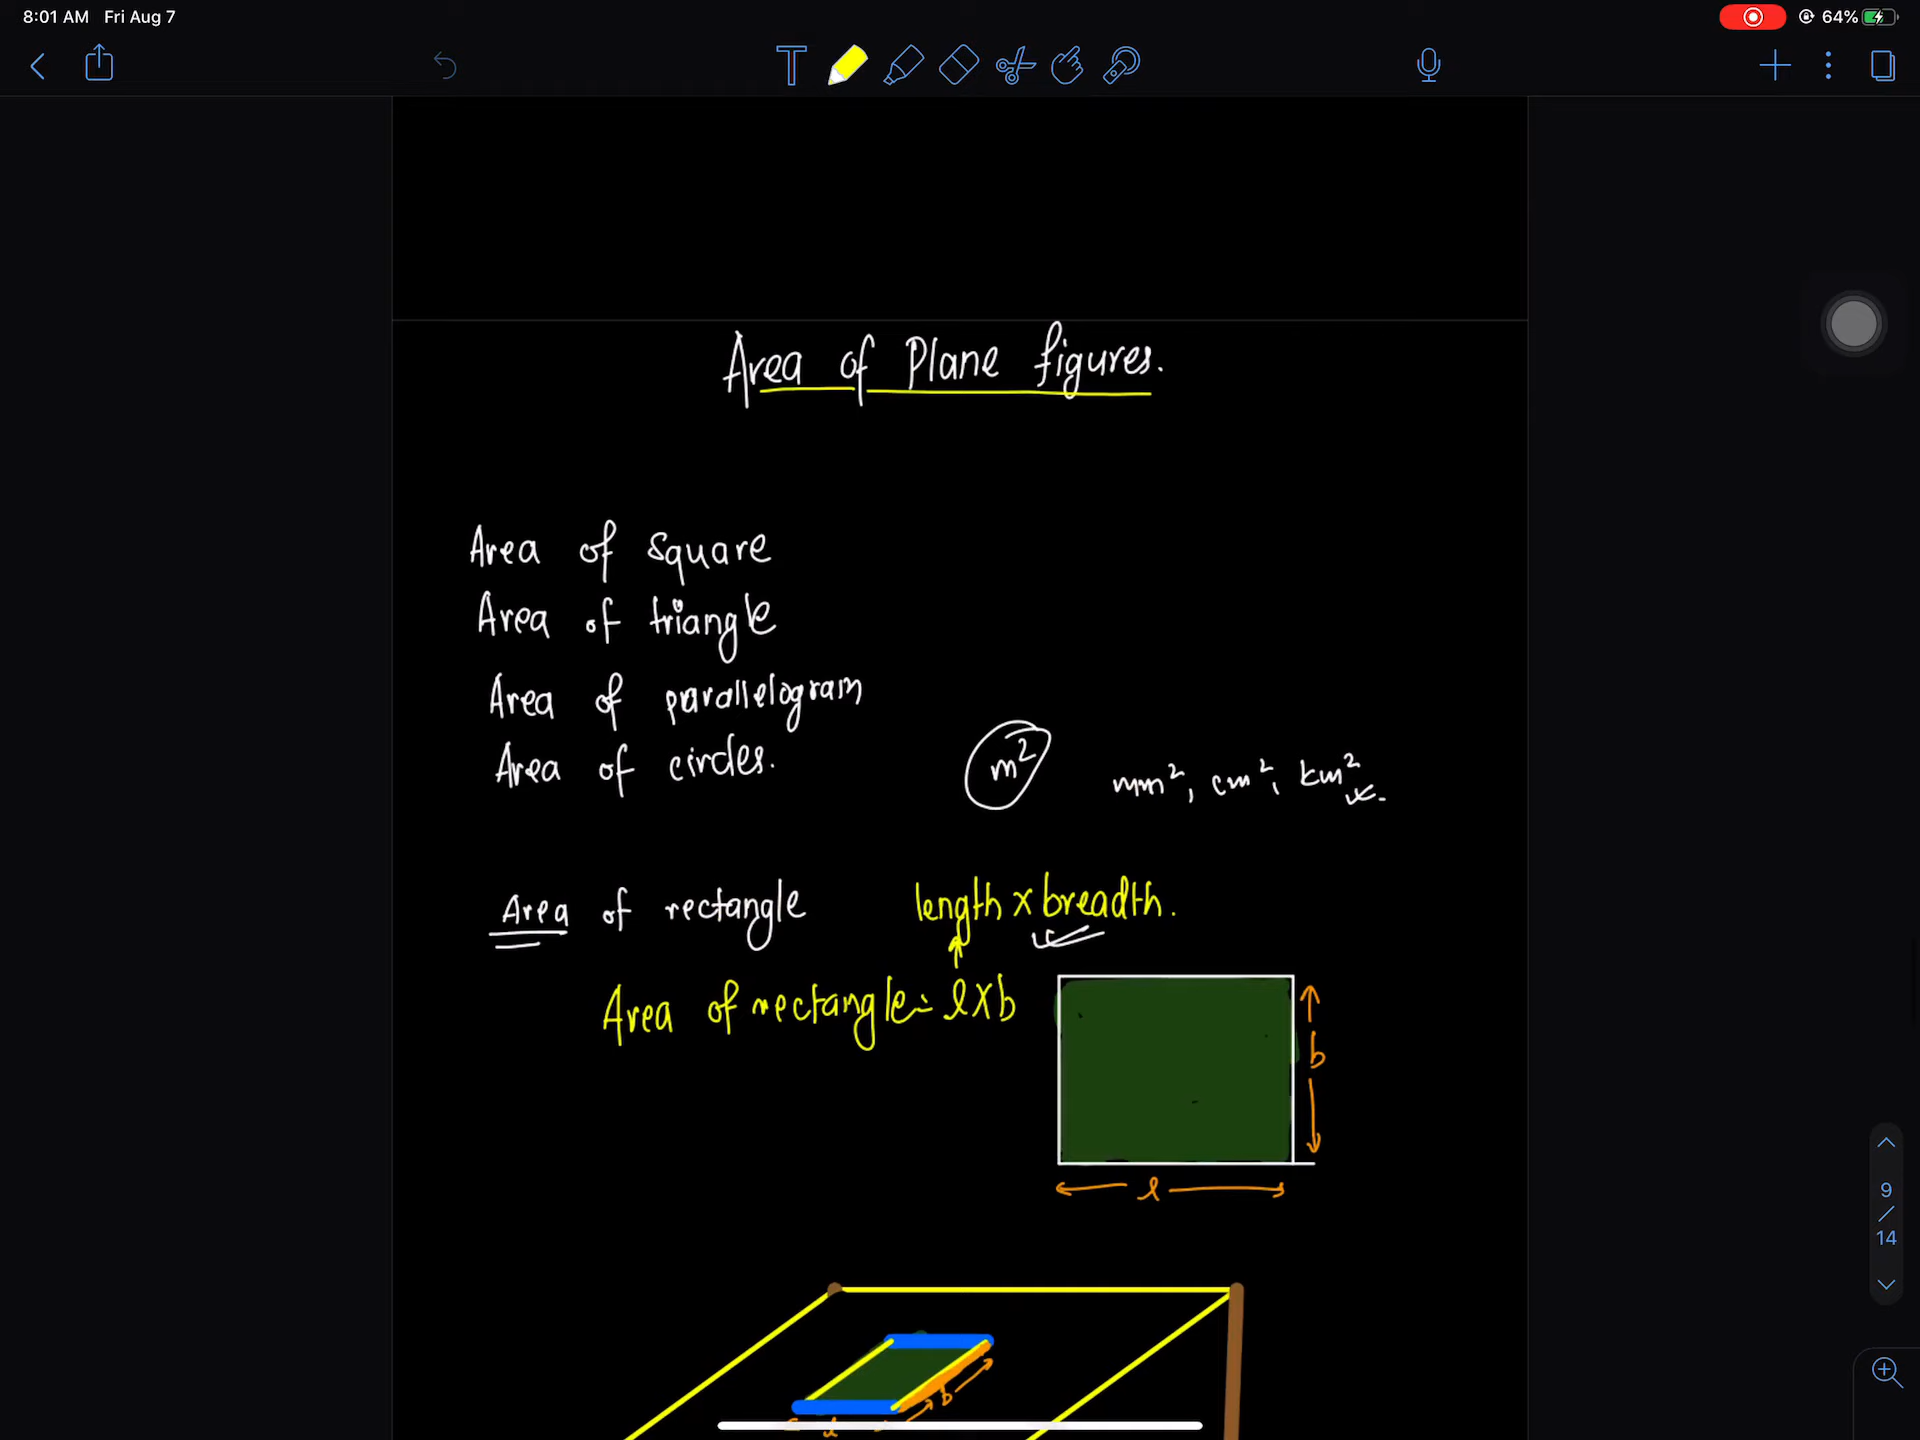 8:01 AM Fri Aug 7
64%
T
Area of Plane figures.
Area of square
Area of triangle
Area of parallelogram
Area of circles.
m²
mm², cm², km²
Area of rectangle length × breadth.
Area of rectangle = l×b
b
l
9
/
14
b
l